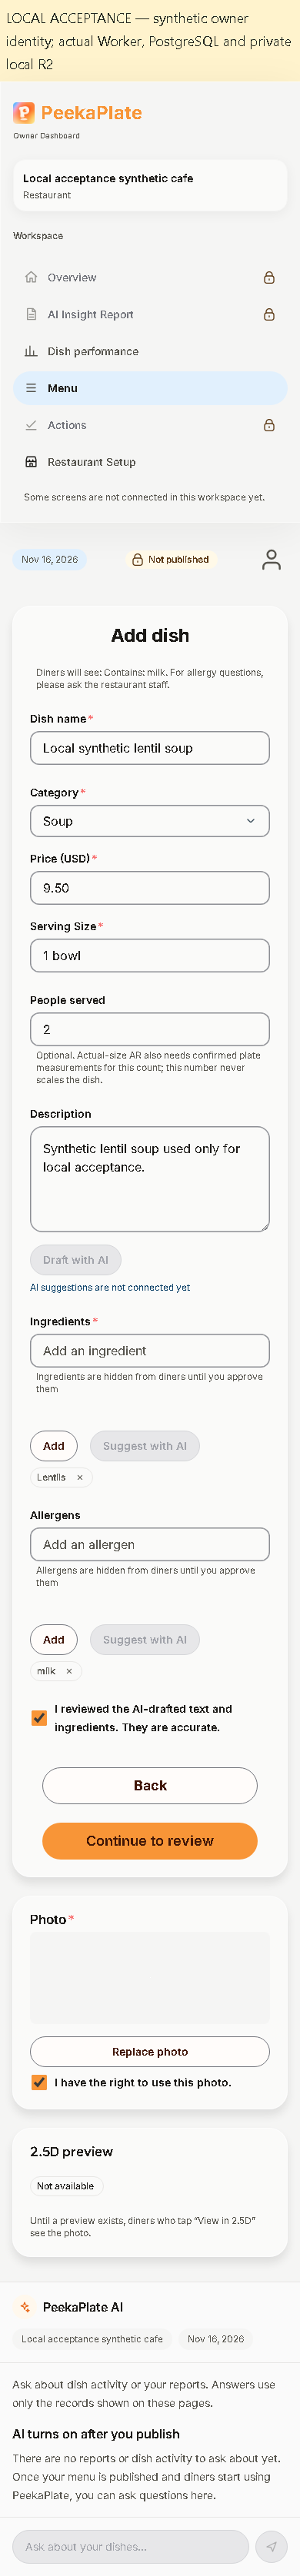 LOCAL ACCEPTANCE — synthetic owner
identity; actual Worker, PostgreSQL and private
local R2
PeekaPlate
Owner Dashboard
Local acceptance synthetic cafe
Restaurant
Workspace
Overview
AI Insight Report
Dish performance
Menu
Actions
Restaurant Setup
Some screens are not connected in this workspace yet.
Nov 16, 2026
Not published
Add dish
Diners will see: Contains: milk. For allergy questions,
please ask the restaurant staff.
Dish name*
Local synthetic lentil soup
Category*
Soup
Price (USD)*
9.50
Serving Size*
1 bowl
People served
2
Optional. Actual-size AR also needs confirmed plate
measurements for this count; this number never
scales the dish.
Description
Synthetic lentil soup used only for
local acceptance.
Draft with AI
AI suggestions are not connected yet
Ingredients*
Add an ingredient
Ingredients are hidden from diners until you approve
them
Add
Suggest with AI
Lentils ×
Allergens
Add an allergen
Allergens are hidden from diners until you approve
them
Add
Suggest with AI
milk ×
I reviewed the AI-drafted text and
ingredients. They are accurate.
Back
Continue to review
Photo*
Replace photo
I have the right to use this photo.
2.5D preview
Not available
Until a preview exists, diners who tap “View in 2.5D”
see the photo.
PeekaPlate AI
Local acceptance synthetic cafe
Nov 16, 2026
Ask about dish activity or your reports. Answers use
only the records shown on these pages.
AI turns on after you publish
There are no reports or dish activity to ask about yet.
Once your menu is published and diners start using
PeekaPlate, you can ask questions here.
Ask about your dishes...